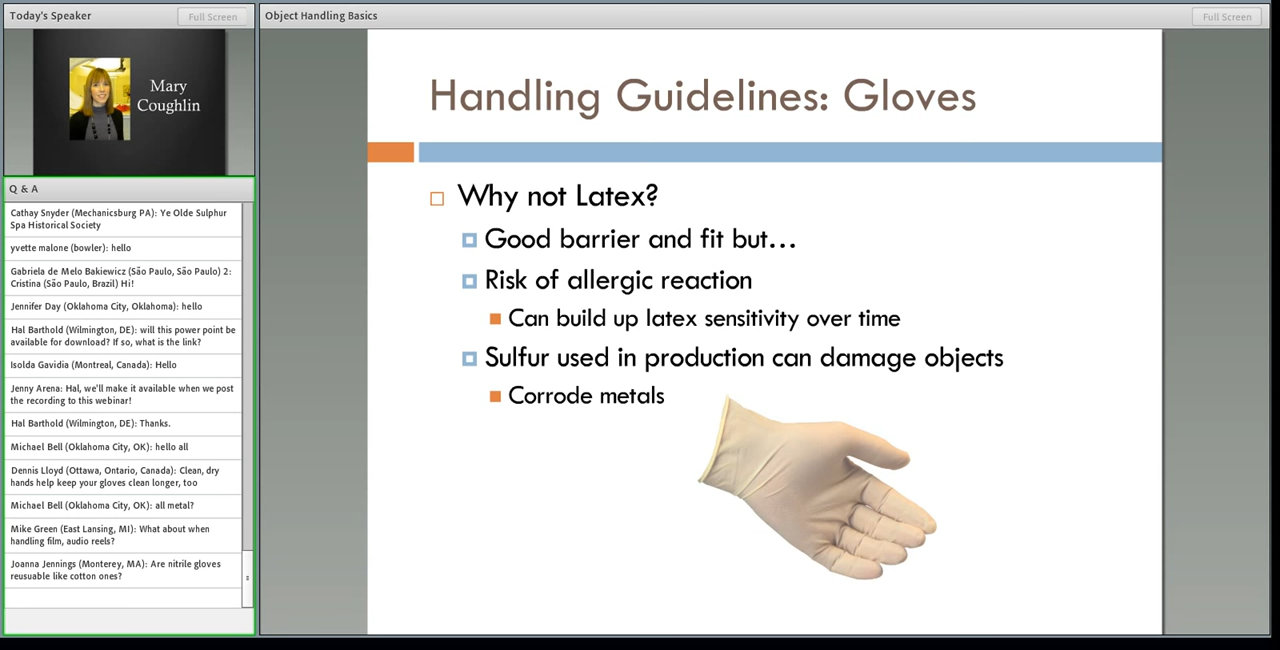 Today's Speaker
Full Screen
Mary
Coughlin
Q & A
Cathay Snyder (Mechanicsburg PA): Ye Olde Sulphur
Spa Historical Society
yvette malone (bowler): hello
Gabriela de Melo Bakiewicz (São Paulo, São Paulo) 2:
Cristina (São Paulo, Brazil) Hi!
Jennifer Day (Oklahoma City, Oklahoma): hello
Hal Barthold (Wilmington, DE): will this power point be
available for download? If so, what is the link?
Isolda Gavidia (Montreal, Canada): Hello
Jenny Arena: Hal, we'll make it available when we post
the recording to this webinar!
Hal Barthold (Wilmington, DE): Thanks.
Michael Bell (Oklahoma City, OK): hello all
Dennis Lloyd (Ottawa, Ontario, Canada): Clean, dry
hands help keep your gloves clean longer, too
Michael Bell (Oklahoma City, OK): all metal?
Mike Green (East Lansing, MI): What about when
handling film, audio reels?
Joanna Jennings (Monterey, MA): Are nitrile gloves
reusuable like cotton ones?
Object Handling Basics
Full Screen
Handling Guidelines: Gloves
Why not Latex?
Good barrier and fit but...
Risk of allergic reaction
Can build up latex sensitivity over time
Sulfur used in production can damage objects
Corrode metals